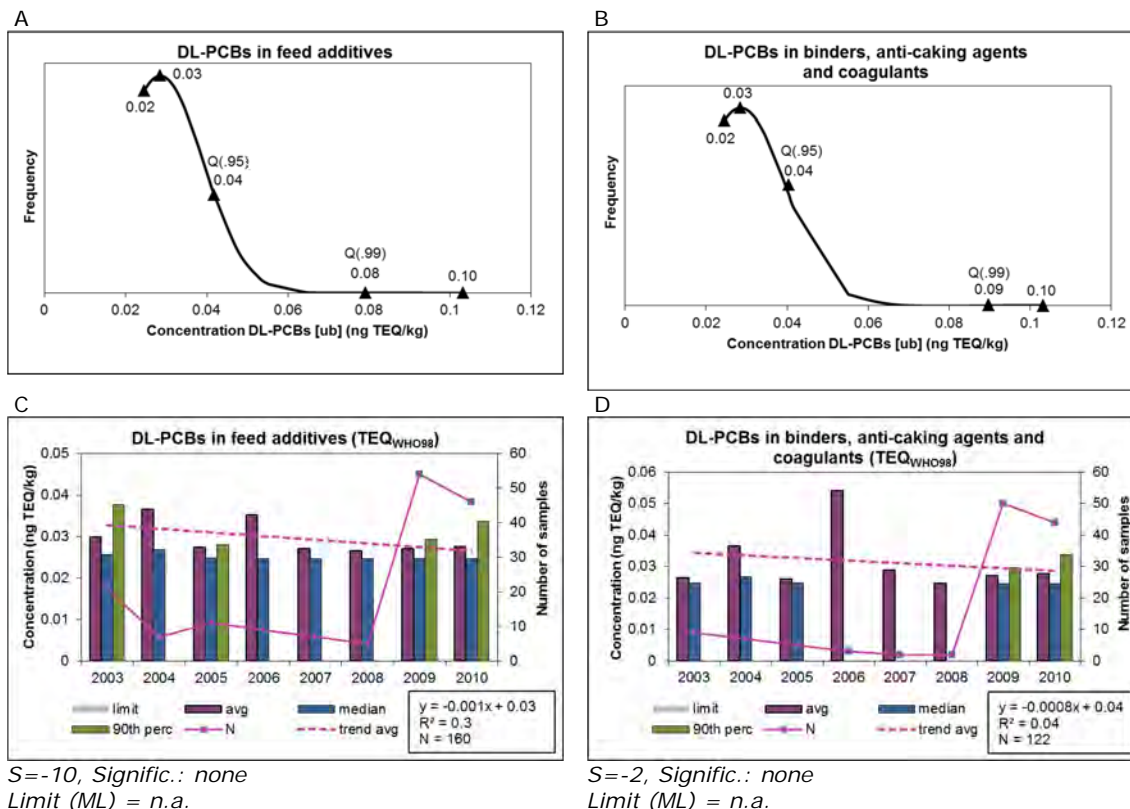 A
DL-PCBs in feed additives
0.03
0.02
Q(.95)
0.04
Q(.99)
0.08
0.10
Frequency
0
0.02
0.04
0.06
0.08
0.1
0.12
Concentration DL-PCBs [ub] (ng TEQ/kg)
B
DL-PCBs in binders, anti-caking agents
and coagulants
0.03
0.02
Q(.95)
0.04
Q(.99)
0.09
0.10
Frequency
0
0.02
0.04
0.06
0.08
0.1
0.12
Concentration DL-PCBs [ub] (ng TEQ/kg)
C
DL-PCBs in feed additives (TEQWHO98)
Concentration (ng TEQ/kg)
0.05
0.04
0.03
0.02
0.01
0
60
50
40
30
20
10
0
Number of samples
2003 2004 2005 2006 2007 2008 2009 2010
limit avg median
90th perc N trend avg
y = -0.001x + 0.03
R² = 0.3
N = 160
S=-10, Signific.: none
Limit (ML) = n.a.
D
DL-PCBs in binders, anti-caking agents and
coagulants (TEQWHO98)
Concentration (ng TEQ/kg)
0.06
0.05
0.04
0.03
0.02
0.01
0
60
50
40
30
20
10
0
Number of samples
2003 2004 2005 2006 2007 2008 2009 2010
limit avg median
90th perc N trend avg
y = -0.0008x + 0.04
R² = 0.04
N = 122
S=-2, Signific.: none
Limit (ML) = n.a.